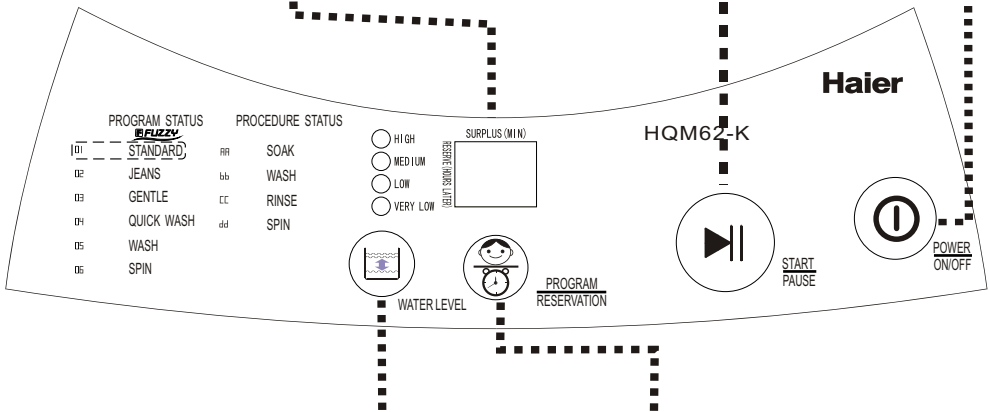 Haier
HQM62-K
PROGRAM STATUS
PROCEDURE STATUS
FUZZY
01 STANDARD
02 JEANS
03 GENTLE
04 QUICK WASH
05 WASH
06 SPIN
AA SOAK
bb WASH
CC RINSE
dd SPIN
HIGH
MEDIUM
LOW
VERY LOW
SURPLUS(MIN)
RESERVE(HOURS LATER)
WATER LEVEL
PROGRAM
RESERVATION
START
PAUSE
POWER
ON/OFF